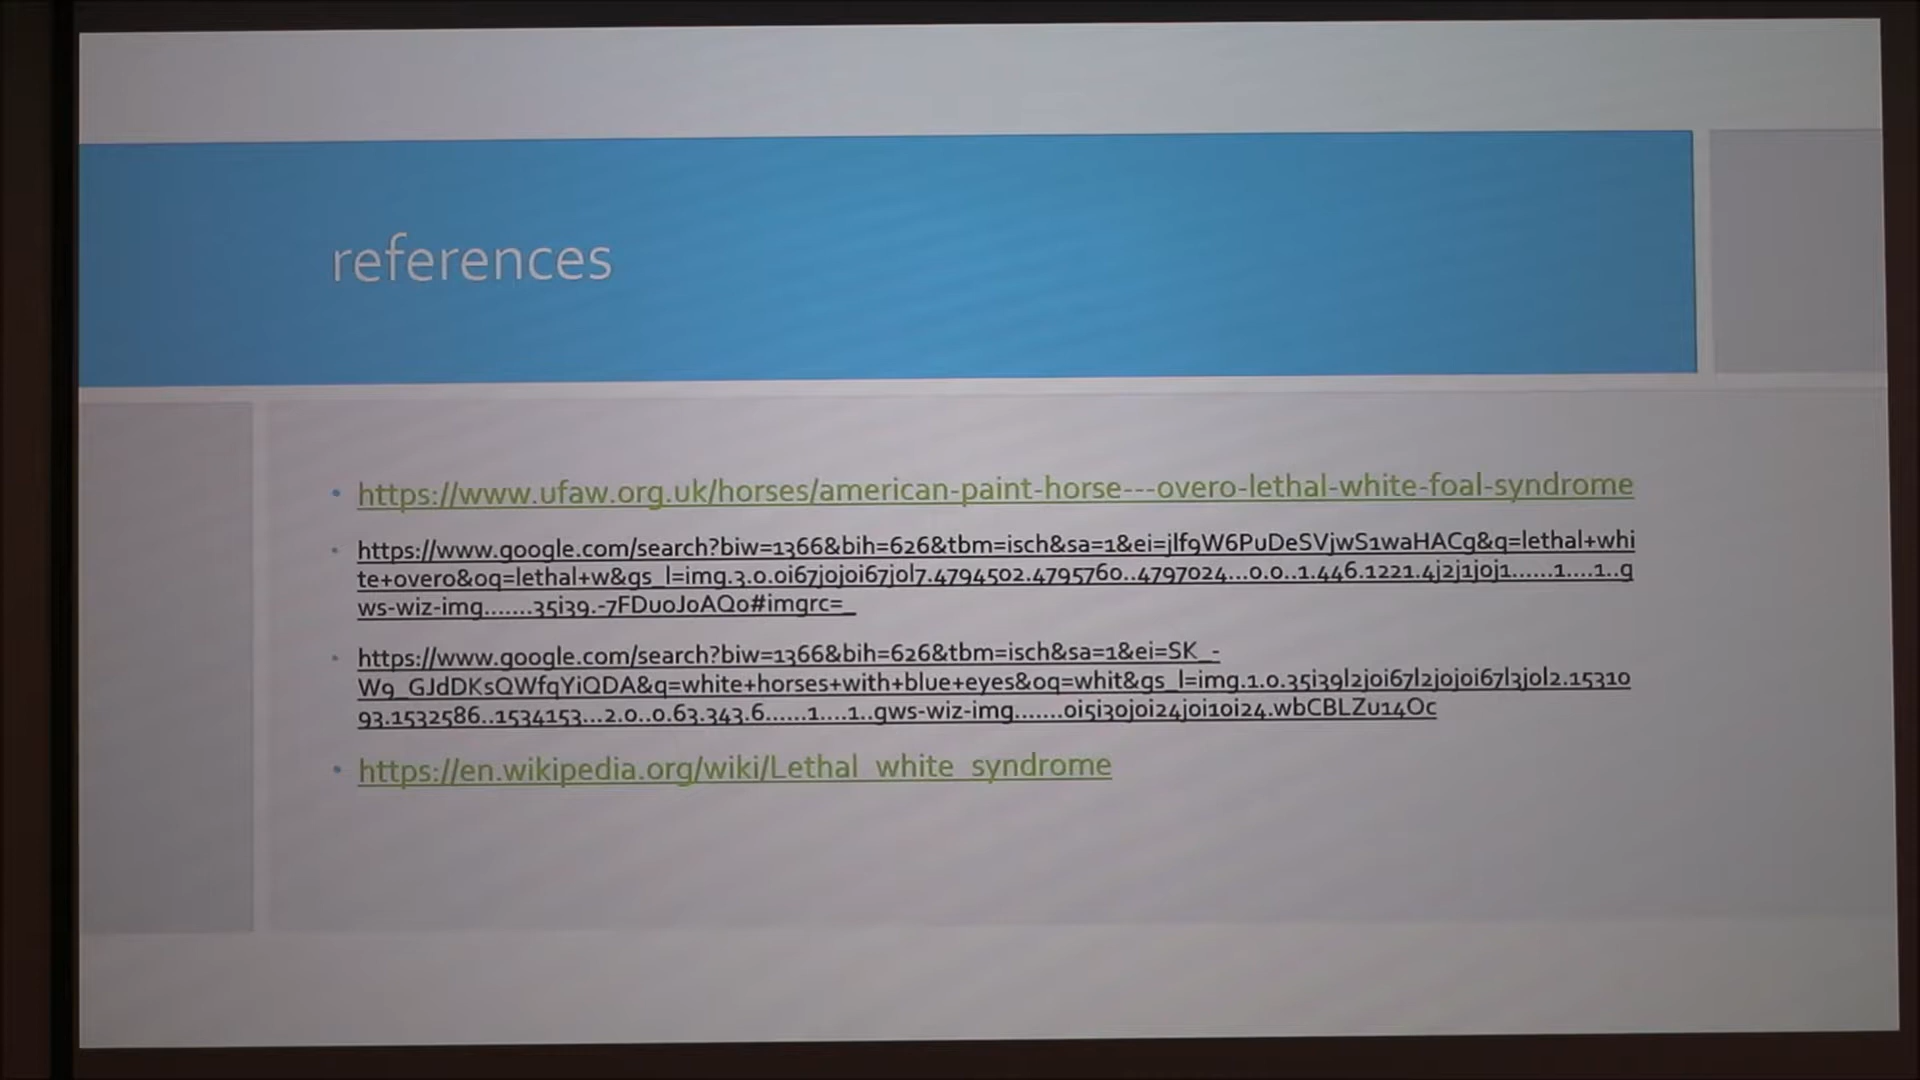 references
https://www.ufaw.org.uk/horses/american-paint-horse---overo-lethal-white-foal-syndrome
https://www.google.com/search?biw=1366&bih=626&tbm=isch&sa=1&ei=jlf9W6PuDeSVjwS1waHACg&q=lethal+whi
te+overo&oq=lethal+w&gs_l=img.3.0.0i67j0j0i67j0l7.4794502.4795760..4797024...0.0..1.446.1221.4j2j1j0j1......1....1..g
ws-wiz-img.......35i39.-7FDuoJoAQo#imgrc=_
https://www.google.com/search?biw=1366&bih=626&tbm=isch&sa=1&ei=SK_-
W9_GJdDKsQWfqYiQDA&q=white+horses+with+blue+eyes&oq=whit&gs_l=img.1.0.35i39l2j0i67l2j0j0i67l3j0l2.15310
93.1532586..1534153...2.0..0.63.343.6......1....1..gws-wiz-img.......0i5i30j0i24j0i10i24.wbCBLZu14Oc
https://en.wikipedia.org/wiki/Lethal_white_syndrome